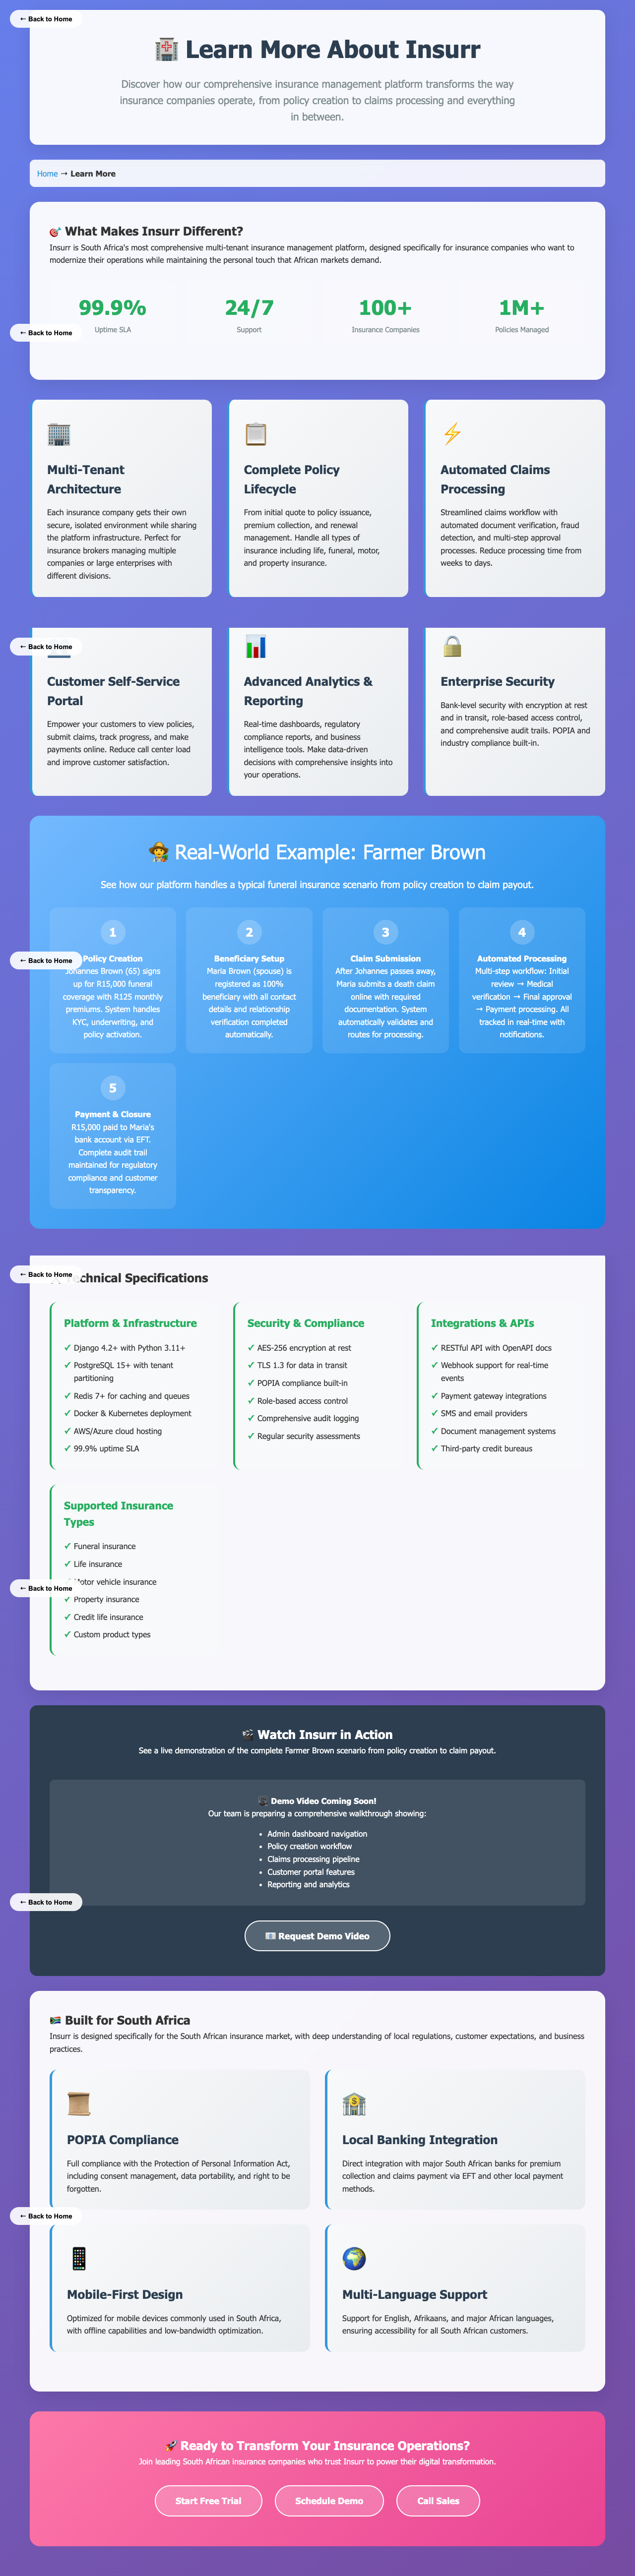 ← Back to Home
🏥 Learn More About Insurr
Discover how our comprehensive insurance management platform transforms the way
insurance companies operate, from policy creation to claims processing and everything
in between.
Home → Learn More
🎯 What Makes Insurr Different?
Insurr is South Africa's most comprehensive multi-tenant insurance management platform, designed specifically for insurance companies who want to
modernize their operations while maintaining the personal touch that African markets demand.
99.9%
Uptime SLA
24/7
Support
100+
Insurance Companies
1M+
Policies Managed
← Back to Home
Multi-Tenant
Architecture
Each insurance company gets their own
secure, isolated environment while sharing
the platform infrastructure. Perfect for
insurance brokers managing multiple
companies or large enterprises with
different divisions.
Complete Policy
Lifecycle
From initial quote to policy issuance,
premium collection, and renewal
management. Handle all types of
insurance including life, funeral, motor,
and property insurance.
Automated Claims
Processing
Streamlined claims workflow with
automated document verification, fraud
detection, and multi-step approval
processes. Reduce processing time from
weeks to days.
← Back to Home
Customer Self-Service
Portal
Empower your customers to view policies,
submit claims, track progress, and make
payments online. Reduce call center load
and improve customer satisfaction.
Advanced Analytics &
Reporting
Real-time dashboards, regulatory
compliance reports, and business
intelligence tools. Make data-driven
decisions with comprehensive insights into
your operations.
Enterprise Security
Bank-level security with encryption at rest
and in transit, role-based access control,
and comprehensive audit trails. POPIA and
industry compliance built-in.
Real-World Example: Farmer Brown
See how our platform handles a typical funeral insurance scenario from policy creation to claim payout.
← Back to Home
1
Policy Creation
Johannes Brown (65) signs
up for R15,000 funeral
coverage with R125 monthly
premiums. System handles
KYC, underwriting, and
policy activation.
2
Beneficiary Setup
Maria Brown (spouse) is
registered as 100%
beneficiary with all contact
details and relationship
verification completed
automatically.
3
Claim Submission
After Johannes passes away,
Maria submits a death claim
online with required
documentation. System
automatically validates and
routes for processing.
4
Automated Processing
Multi-step workflow: Initial
review → Medical
verification → Final approval
→ Payment processing. All
tracked in real-time with
notifications.
5
Payment & Closure
R15,000 paid to Maria's
bank account via EFT.
Complete audit trail
maintained for regulatory
compliance and customer
transparency.
← Back to Home
chnical Specifications
Platform & Infrastructure
✓ Django 4.2+ with Python 3.11+
✓ PostgreSQL 15+ with tenant
partitioning
✓ Redis 7+ for caching and queues
✓ Docker & Kubernetes deployment
✓ AWS/Azure cloud hosting
✓ 99.9% uptime SLA
Security & Compliance
✓ AES-256 encryption at rest
✓ TLS 1.3 for data in transit
✓ POPIA compliance built-in
✓ Role-based access control
✓ Comprehensive audit logging
✓ Regular security assessments
Integrations & APIs
✓ RESTful API with OpenAPI docs
✓ Webhook support for real-time
events
✓ Payment gateway integrations
✓ SMS and email providers
✓ Document management systems
✓ Third-party credit bureaus
Supported Insurance
Types
✓ Funeral insurance
✓ Life insurance
Motor vehicle insurance
← Back to Home
✓ Property insurance
✓ Credit life insurance
✓ Custom product types
🎬 Watch Insurr in Action
See a live demonstration of the complete Farmer Brown scenario from policy creation to claim payout.
Demo Video Coming Soon!
Our team is preparing a comprehensive walkthrough showing:
• Admin dashboard navigation
• Policy creation workflow
• Claims processing pipeline
• Customer portal features
• Reporting and analytics
← Back to Home
📧 Request Demo Video
🇿🇦 Built for South Africa
Insurr is designed specifically for the South African insurance market, with deep understanding of local regulations, customer expectations, and business
practices.
POPIA Compliance
Full compliance with the Protection of Personal Information Act,
including consent management, data portability, and right to be
forgotten.
Local Banking Integration
Direct integration with major South African banks for premium
collection and claims payment via EFT and other local payment
methods.
← Back to Home
Mobile-First Design
Optimized for mobile devices commonly used in South Africa,
with offline capabilities and low-bandwidth optimization.
Multi-Language Support
Support for English, Afrikaans, and major African languages,
ensuring accessibility for all South African customers.
🚀 Ready to Transform Your Insurance Operations?
Join leading South African insurance companies who trust Insurr to power their digital transformation.
Start Free Trial
Schedule Demo
Call Sales